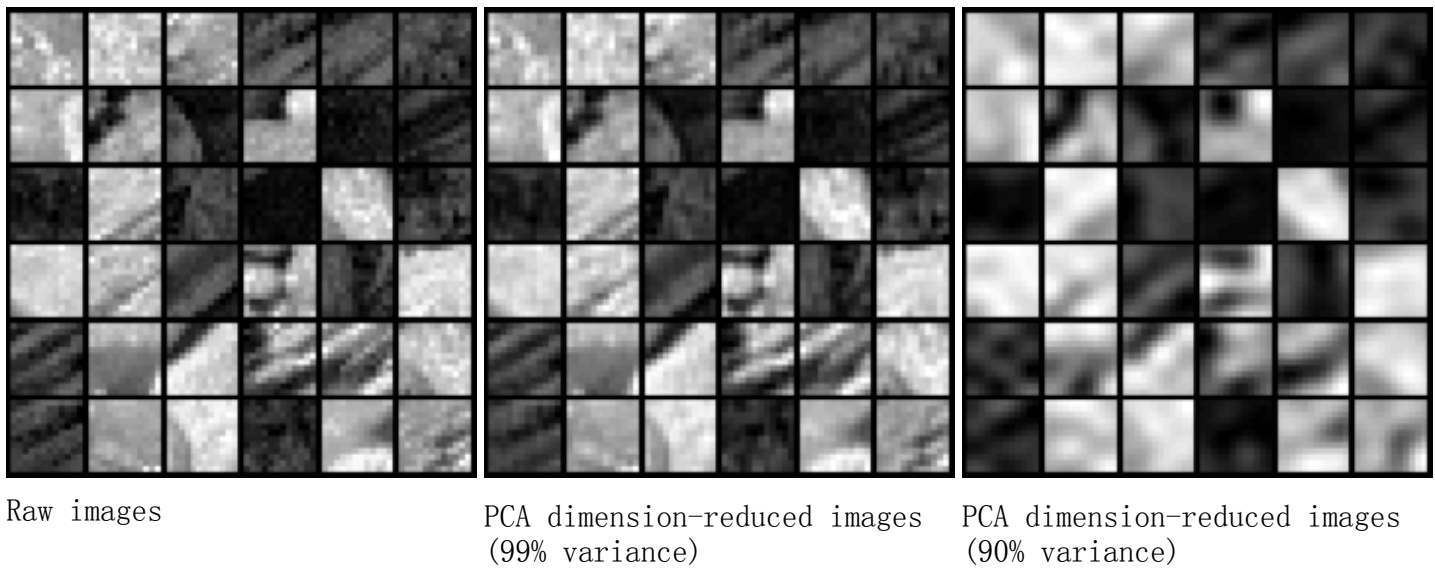 Raw images
PCA dimension-reduced images
(99% variance)
PCA dimension-reduced images
(90% variance)